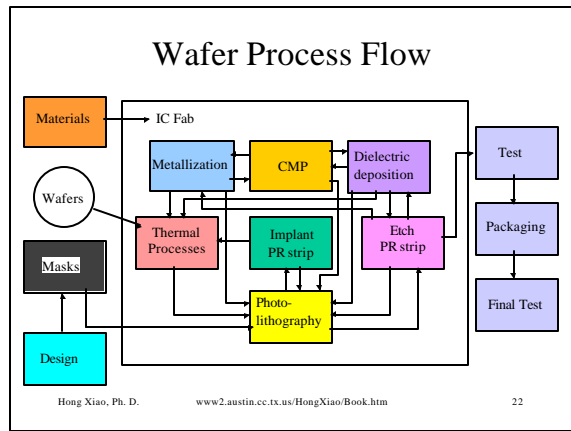 Wafer Process Flow
Materials
IC Fab
Metallization
CMP
Dielectric
deposition
Test
Wafers
Thermal
Processes
Implant
PR strip
Etch
PR strip
Packaging
Masks
Photo-
lithography
Final Test
Design
Hong Xiao, Ph. D.
www2.austin.cc.tx.us/HongXiao/Book.htm
22